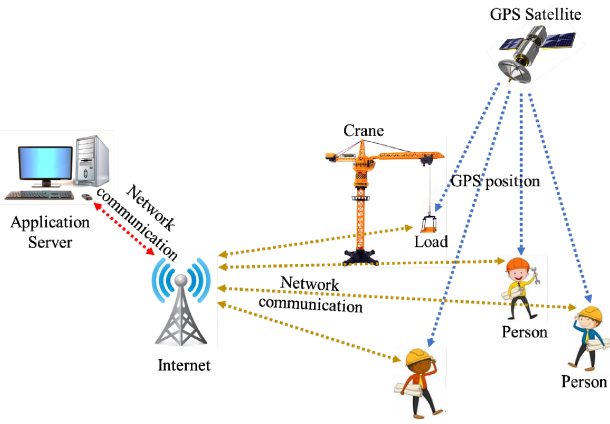 GPS Satellite
Crane
GPS position
Network
communication
Application
Server
Load
Network
communication
Internet
Person
Person